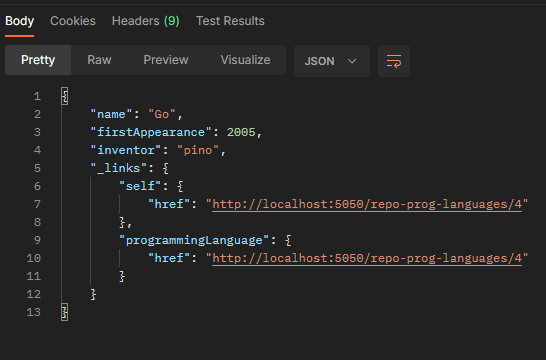 Body Cookies Headers (9) Test Results
Pretty Raw Preview Visualize JSON
1 {
2 "name": "Go",
3 "firstAppearance": 2005,
4 "inventor": "pino",
5 "_links": {
6 "self": {
7 "href": "http://localhost:5050/repo-prog-languages/4"
8 },
9 "programmingLanguage": {
10 "href": "http://localhost:5050/repo-prog-languages/4"
11 }
12 }
13 }